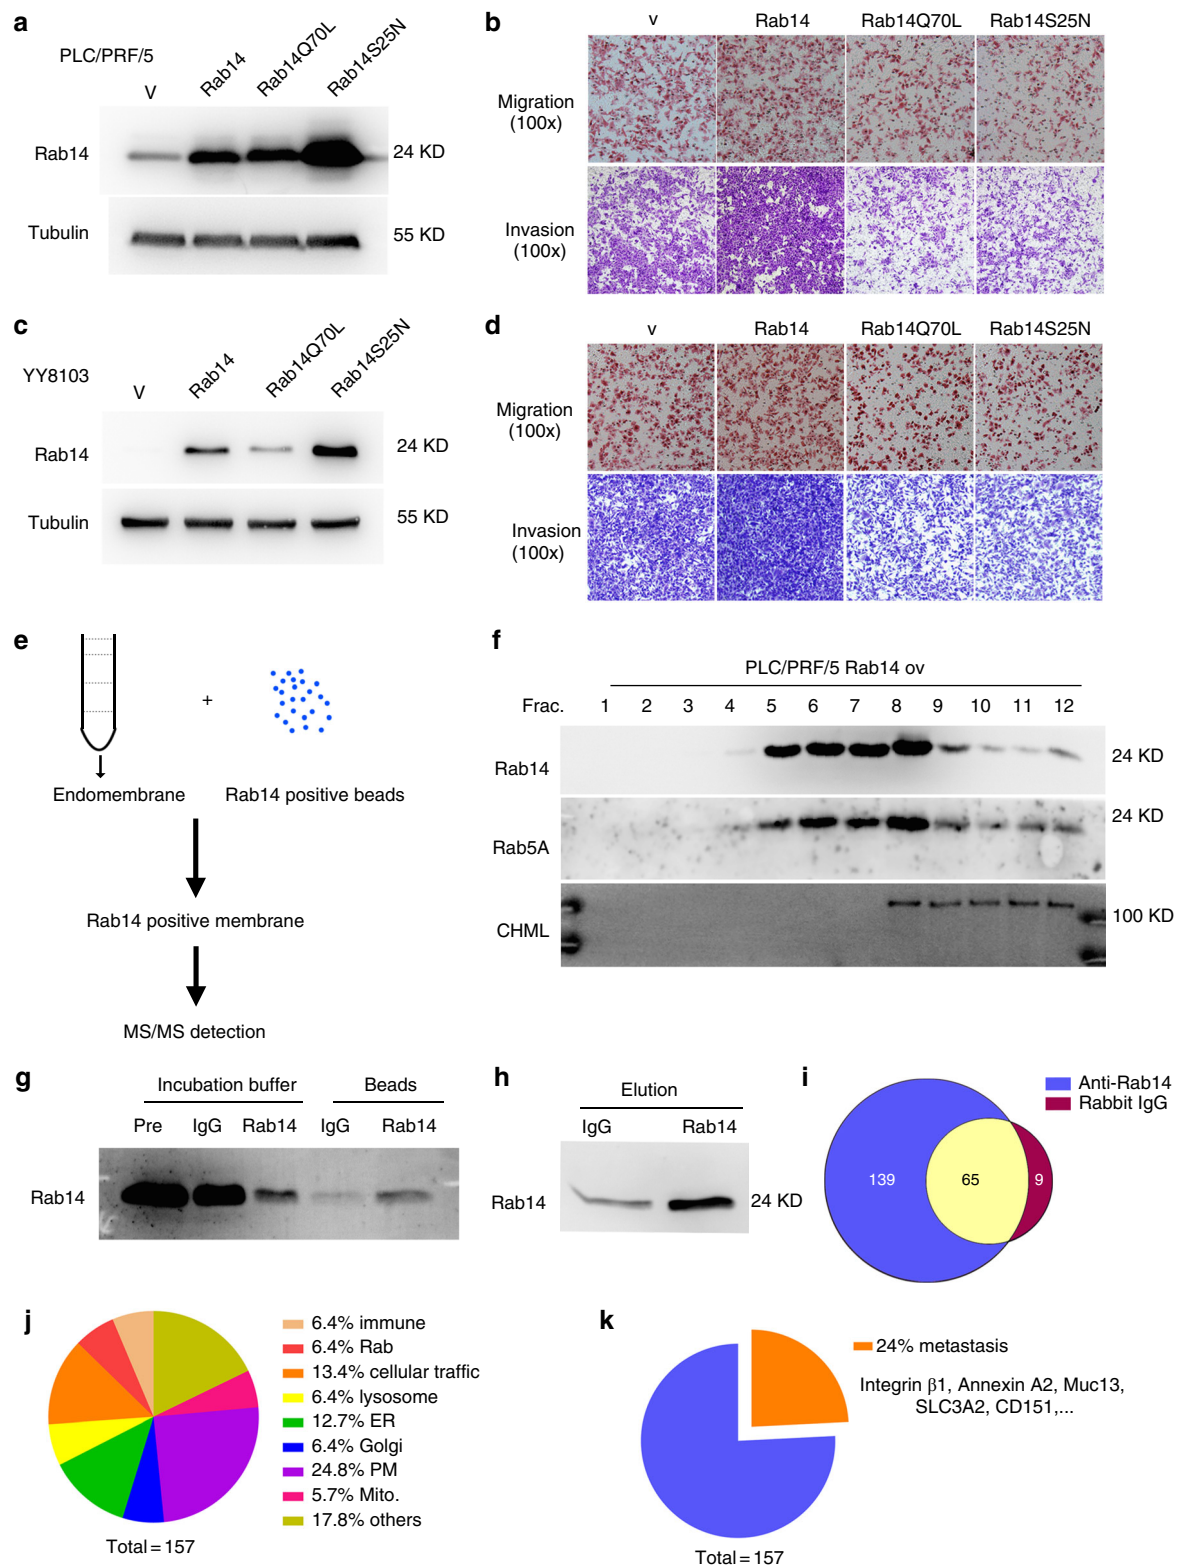 a
PLC/PRF/5
V
Rab14
Rab14Q70L
Rab14S25N
Rab14
24 KD
Tubulin
55 KD
b
v
Rab14
Rab14Q70L
Rab14S25N
Migration
(100x)
Invasion
(100x)
c
YY8103
V
Rab14
Rab14Q70L
Rab14S25N
Rab14
24 KD
Tubulin
55 KD
d
v
Rab14
Rab14Q70L
Rab14S25N
Migration
(100x)
Invasion
(100x)
e
+
Endomembrane
Rab14 positive beads
Rab14 positive membrane
MS/MS detection
f
PLC/PRF/5 Rab14 ov
Frac. 1 2 3 4 5 6 7 8 9 10 11 12
Rab14
24 KD
Rab5A
24 KD
CHML
100 KD
g
Incubation buffer
Beads
Pre IgG Rab14 IgG Rab14
Rab14
h
Elution
IgG Rab14
Rab14
24 KD
i
Anti-Rab14
Rabbit IgG
139
65
9
j
6.4% immune
6.4% Rab
13.4% cellular traffic
6.4% lysosome
12.7% ER
6.4% Golgi
24.8% PM
5.7% Mito.
17.8% others
Total = 157
k
24% metastasis
Integrin β1, Annexin A2, Muc13,
SLC3A2, CD151,...
Total = 157